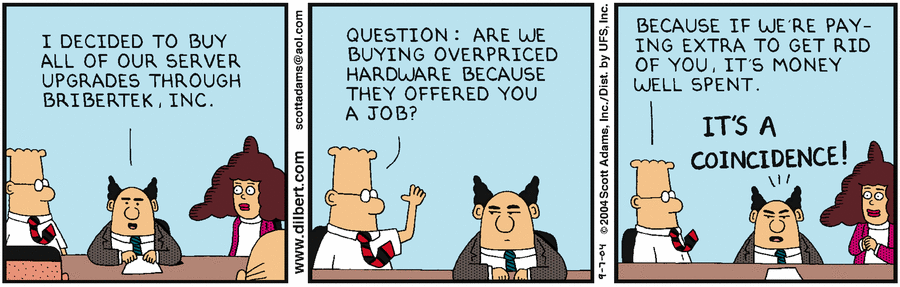 I DECIDED TO BUY
ALL OF OUR SERVER
UPGRADES THROUGH
BRIBERTEK, INC.
www.dilbert.com
scottadams@aol.com
QUESTION: ARE WE
BUYING OVERPRICED
HARDWARE BECAUSE
THEY OFFERED YOU
A JOB?
9-7-04 © 2004 Scott Adams, Inc./Dist. by UFS, Inc.
BECAUSE IF WE'RE PAY-
ING EXTRA TO GET RID
OF YOU, IT'S MONEY
WELL SPENT.
IT'S A
COINCIDENCE!